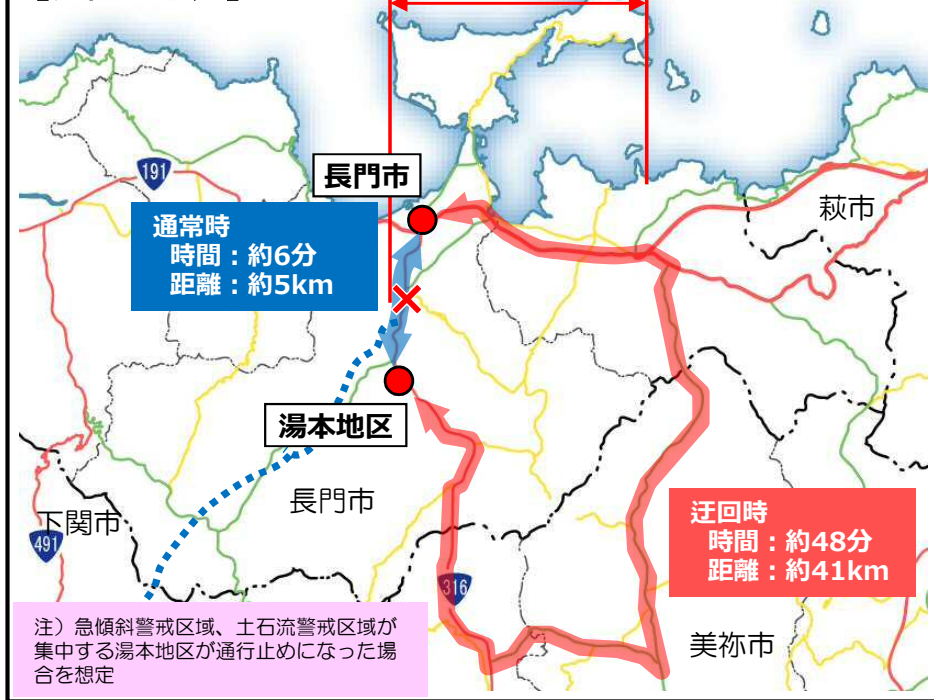 191
長門市
萩市
通常時
時間：約6分
距離：約5km
湯本地区
長門市
下関市
491
迂回時
時間：約48分
距離：約41km
316
美祢市
注）急傾斜警戒区域、土石流警戒区域が
集中する湯本地区が通行止めになった場
合を想定